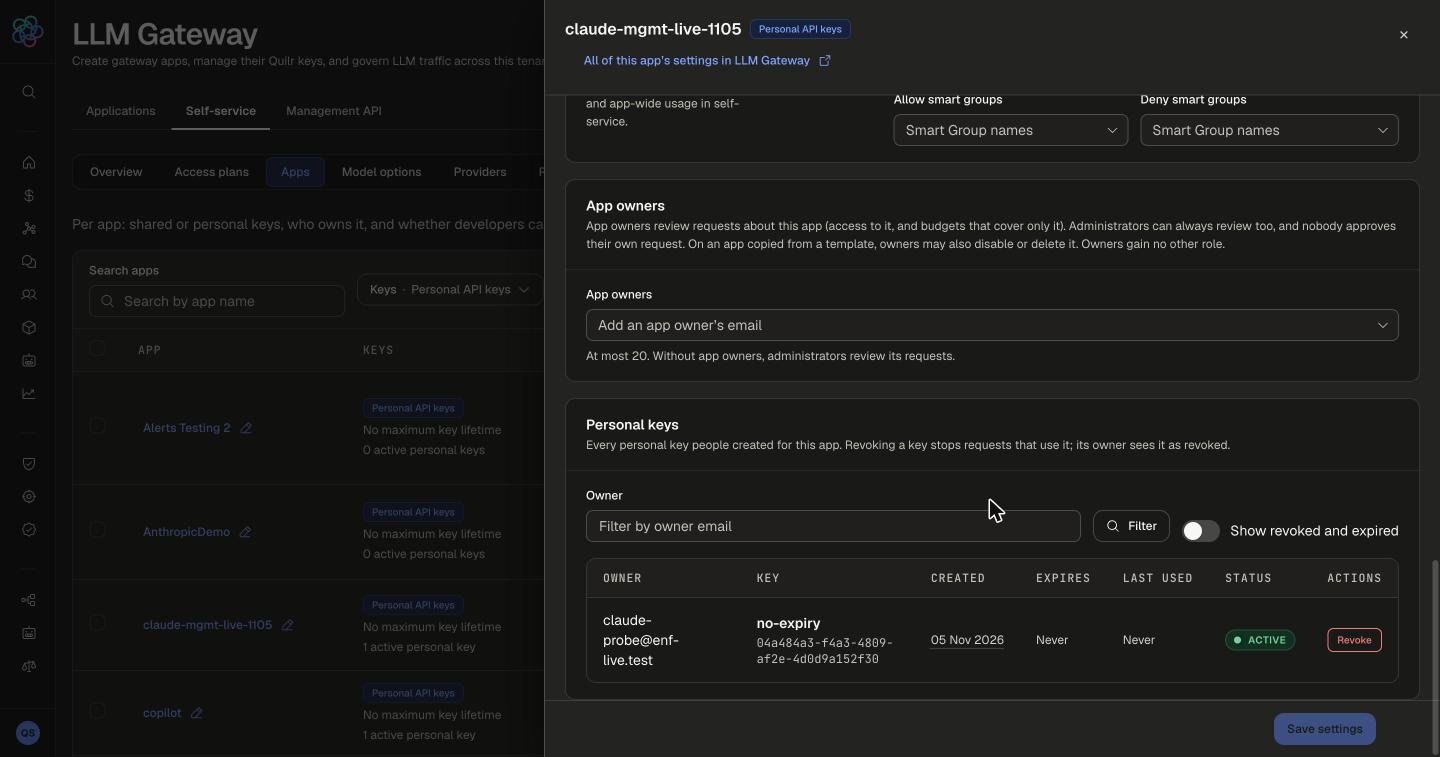 LLM Gateway
Create gateway apps, manage their Quilr keys, and govern LLM traffic across this tenan
Applications
Self-service
Management API
Overview
Access plans
Apps
Model options
Providers
Per app: shared or personal keys, who owns it, and whether developers ca
Search apps
Search by app name
Keys · Personal API keys
APP
KEYS
Alerts Testing 2
Personal API keys
No maximum key lifetime
0 active personal keys
AnthropicDemo
Personal API keys
No maximum key lifetime
0 active personal keys
claude-mgmt-live-1105
Personal API keys
No maximum key lifetime
1 active personal key
copilot
Personal API keys
No maximum key lifetime
1 active personal key
QS
claude-mgmt-live-1105
Personal API keys
All of this app's settings in LLM Gateway
and app-wide usage in self-
service.
Allow smart groups
Deny smart groups
Smart Group names
Smart Group names
App owners
App owners review requests about this app (access to it, and budgets that cover only it). Administrators can always review too, and nobody approves
their own request. On an app copied from a template, owners may also disable or delete it. Owners gain no other role.
App owners
Add an app owner's email
At most 20. Without app owners, administrators review its requests.
Personal keys
Every personal key people created for this app. Revoking a key stops requests that use it; its owner sees it as revoked.
Owner
Filter by owner email
Filter
Show revoked and expired
OWNER
KEY
CREATED
EXPIRES
LAST USED
STATUS
ACTIONS
claude-
probe@enf-
live.test
no-expiry
04a484a3-f4a3-4809-
af2e-4d0d9a152f30
05 Nov 2026
Never
Never
ACTIVE
Revoke
Save settings